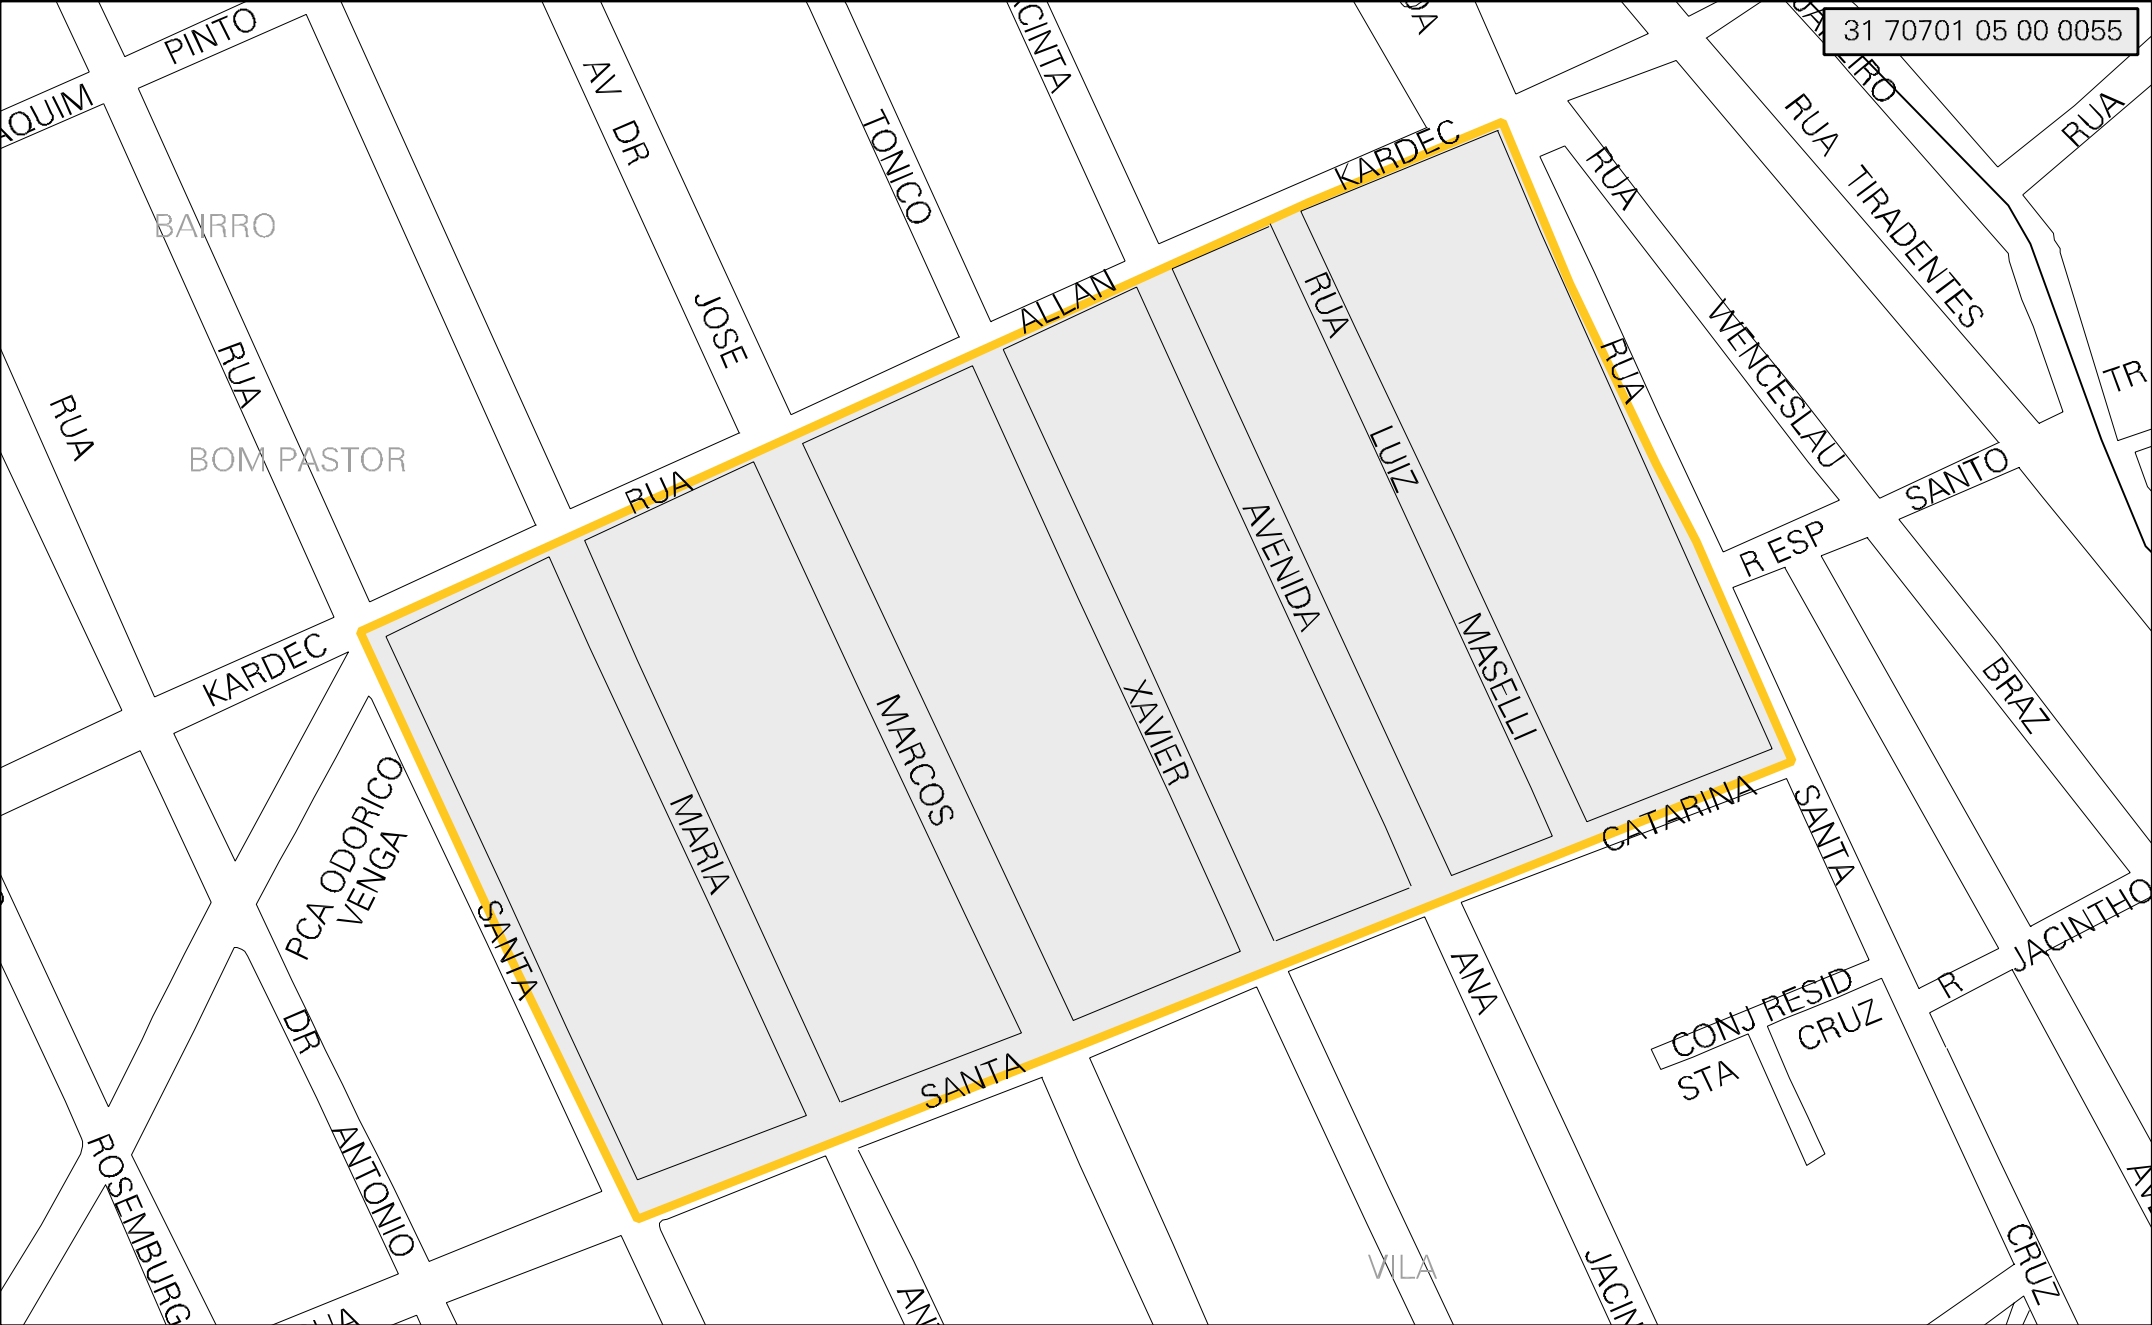 31 70701 05 00 0055
PINTO
AQUIM
AV DR
JOSE
TONICO
KARDEC
RUA
RUA TIRADENTES
RUA
WENCESLAU
BRAZ
BAIRRO
BOM PASTOR
RUA
RUA
RUA
ALLAN
KARDEC
RUA
LUIZ
MASELLI
RUA
SANTA
CRUZ
TR
R ESP
SANTO
AVENIDA
XAVIER
MARCOS
MARIA
SANTA
PCA ODORICO
VENGA
SANTA
CATARINA
DR
ANTONIO
ROSEMBURG
ANA
JACIN
CONJ RESID
STA
CRUZ
R
JACINTHO
VILA